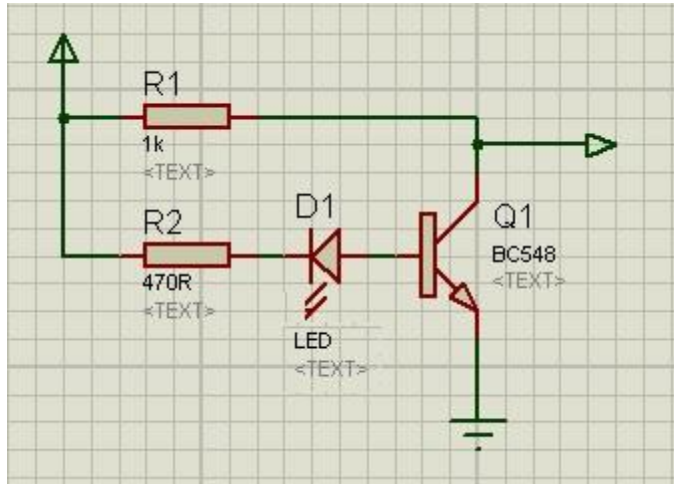 R1
1k
<TEXT>
R2
470R
<TEXT>
D1
LED
<TEXT>
Q1
BC548
<TEXT>